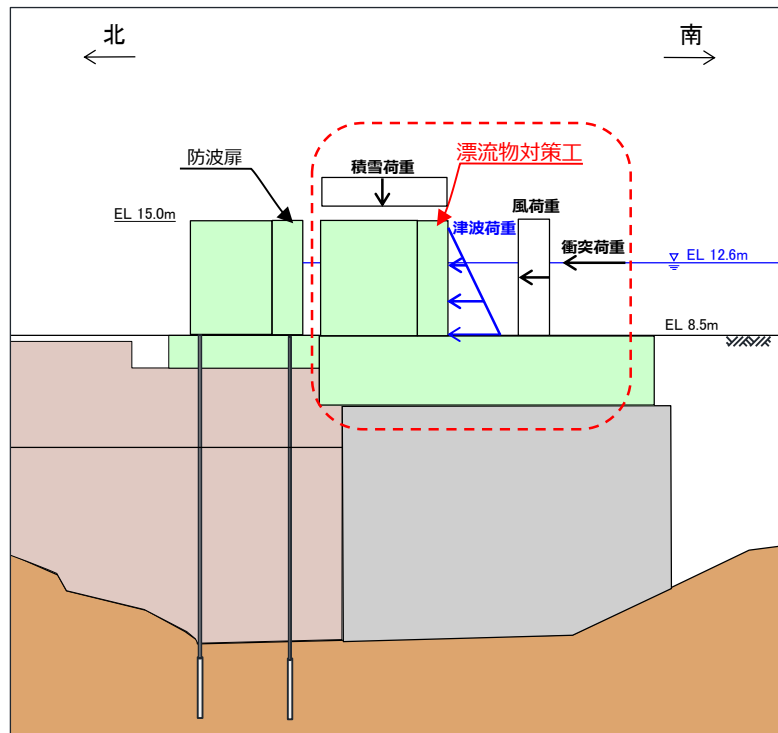 北
南
防波扉
漂流物対策工
積雪荷重
風荷重
EL 15.0m
津波荷重
衝突荷重
EL 12.6m
EL 8.5m